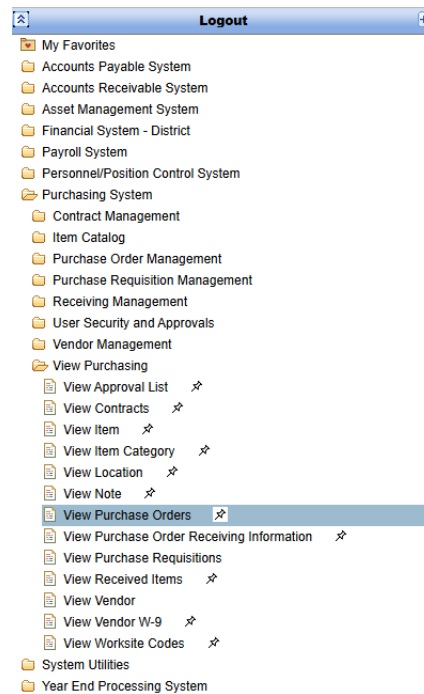 Logout
My Favorites
Accounts Payable System
Accounts Receivable System
Asset Management System
Financial System - District
Payroll System
Personnel/Position Control System
Purchasing System
Contract Management
Item Catalog
Purchase Order Management
Purchase Requisition Management
Receiving Management
User Security and Approvals
Vendor Management
View Purchasing
View Approval List
View Contracts
View Item
View Item Category
View Location
View Note
View Purchase Orders
View Purchase Order Receiving Information
View Purchase Requisitions
View Received Items
View Vendor
View Vendor W-9
View Worksite Codes
System Utilities
Year End Processing System